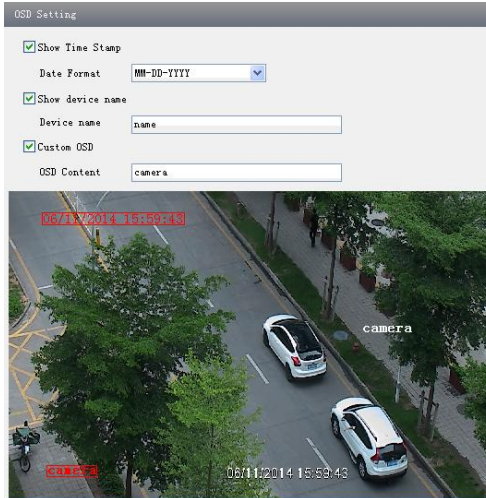 OSD Setting
Show Time Stamp
Date Format MM-DD-YYYY
Show device name
Device name name
Custom OSD
OSD Content camera
06/11/2014 15:59:43
camera
camera
06/11/2014 15:59:43